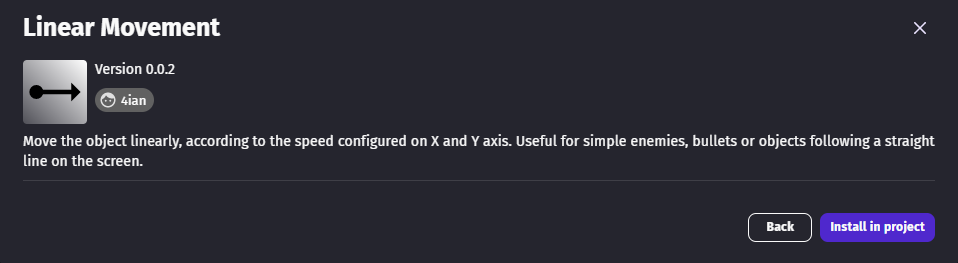 Linear Movement
Version 0.0.2
4ian
Move the object linearly, according to the speed configured on X and Y axis. Useful for simple enemies, bullets or objects following a straight
line on the screen.
Back
Install in project